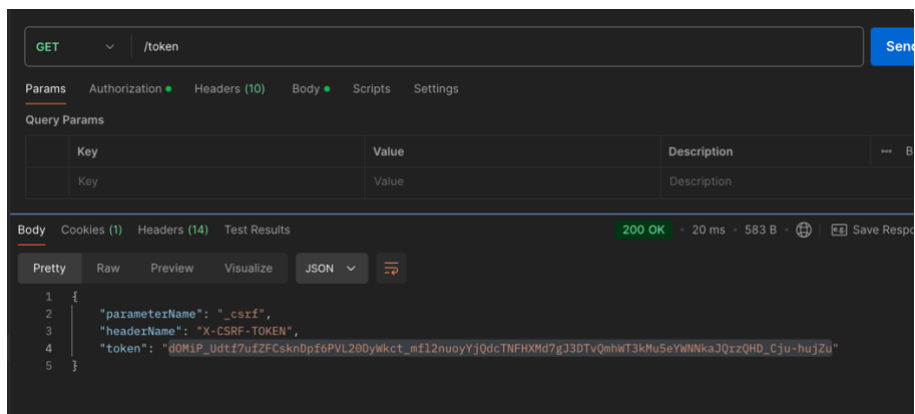 GET /token Send
Params Authorization Headers (10) Body Scripts Settings
Query Params
Key Value Description ••• B
Key Value Description
Body Cookies (1) Headers (14) Test Results 200 OK • 20 ms • 583 B • e.g. Save Respo
Pretty Raw Preview Visualize JSON
1 {
2 "parameterName": "_csrf",
3 "headerName": "X-CSRF-TOKEN",
4 "token": "dOMiP_Udtf7ufZFCsknDpf6PVL20DyWkct_mfl2nuoyYjQdcTNFHXMd7gJ3DTvQmhWT3kMu5eYWNNkaJQrzQHD_Cju-hujZu"
5 }